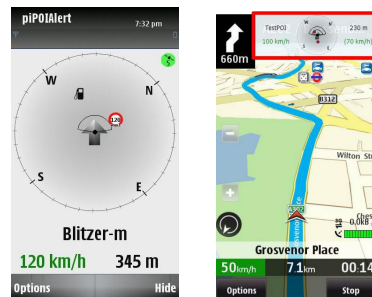 piPOIAlert
7:32 pm
W
N
120
S
E
Blitzer-m
120 km/h 345 m
Options Hide
TestPOI 230 m
100 km/h (70 km/h)
660m
B312
Wilton
Grosvenor Place
50km/h 7.1km 00:14
Options Stop